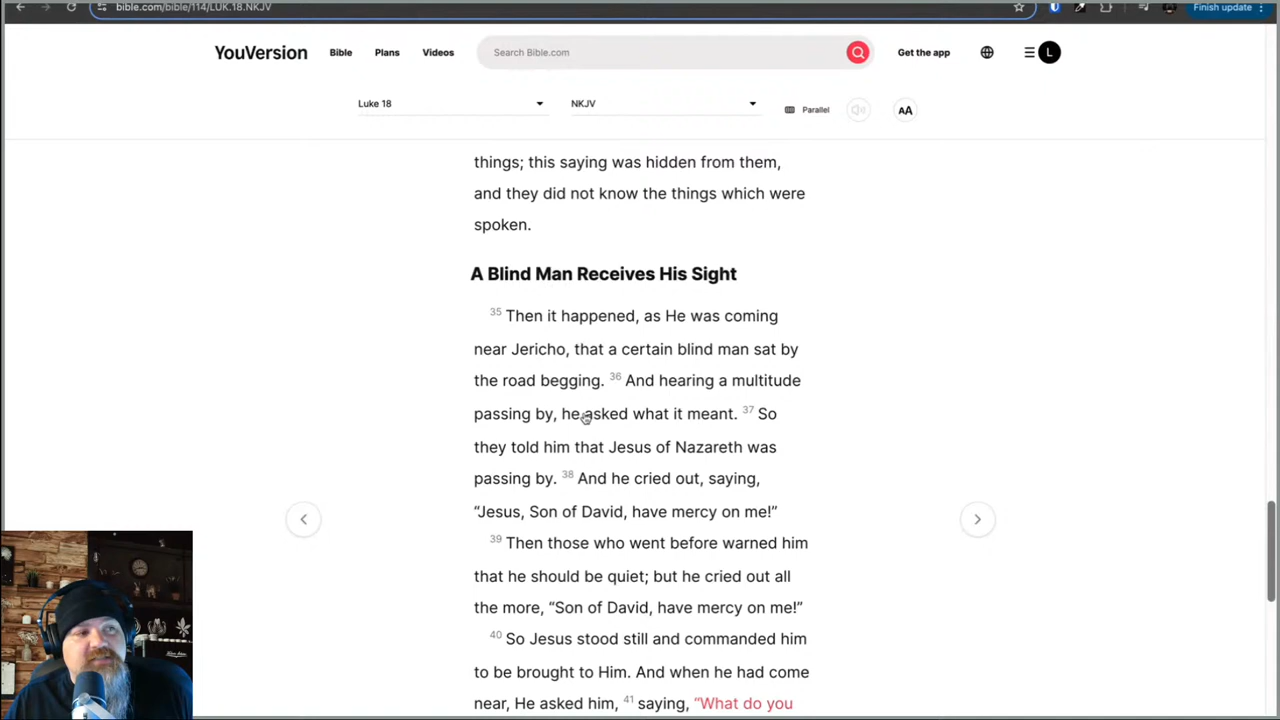 bible.com/bible/114/LUK.18.NKJV
Finish update
YouVersion
Bible
Plans
Videos
Search Bible.com
Get the app
L
Luke 18
NKJV
Parallel
AA
things; this saying was hidden from them,
and they did not know the things which were
spoken.
A Blind Man Receives His Sight
35 Then it happened, as He was coming
near Jericho, that a certain blind man sat by
the road begging. 36 And hearing a multitude
passing by, he asked what it meant. 37 So
they told him that Jesus of Nazareth was
passing by. 38 And he cried out, saying,
“Jesus, Son of David, have mercy on me!”
39 Then those who went before warned him
that he should be quiet; but he cried out all
the more, “Son of David, have mercy on me!”
40 So Jesus stood still and commanded him
to be brought to Him. And when he had come
near, He asked him, 41 saying, “What do you